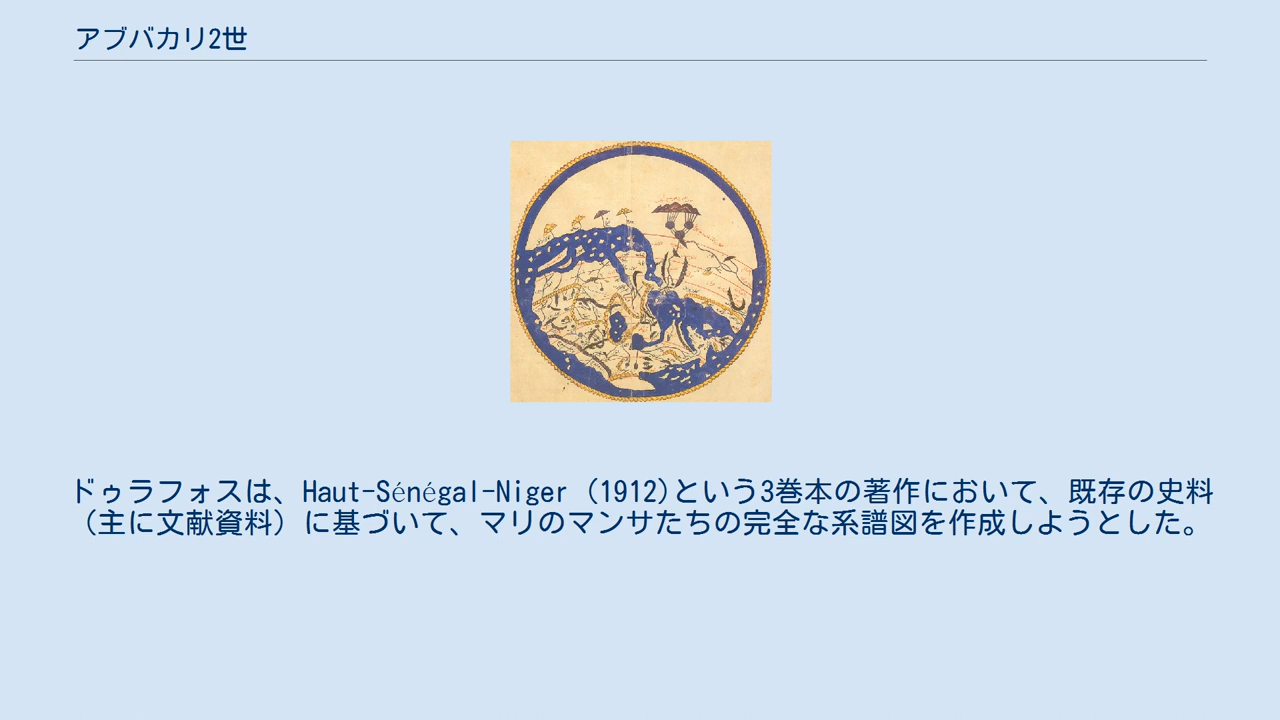 アブバカリ2世
ドゥラフォスは、Haut-Sénégal-Niger (1912)という3巻本の著作において、既存の史料
（主に文献資料）に基づいて、マリのマンサたちの完全な系譜図を作成しようとした。